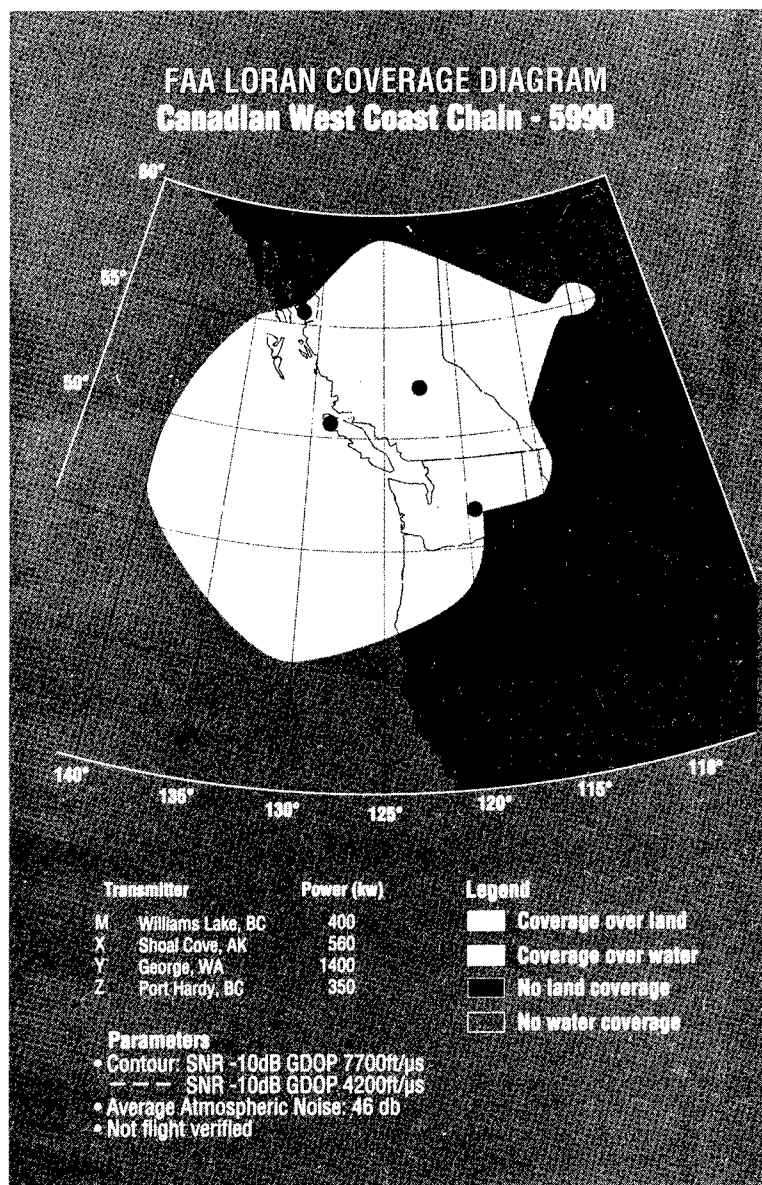 FAA LORAN COVERAGE DIAGRAM
Canadian West Coast Chain - 5990
60°
55°
50°
140°
135°
130°
125°
120°
115°
110°
Transmitter Power (kw)
M Williams Lake, BC 400
X Shoal Cove, AK 560
Y George, WA 1400
Z Port Hardy, BC 350
Legend
Coverage over land
Coverage over water
No land coverage
No water coverage
Parameters
• Contour: SNR -10dB GDOP 7700ft/µs
– – – – SNR -10dB GDOP 4200ft/µs
• Average Atmospheric Noise: 46 db
• Not flight verified